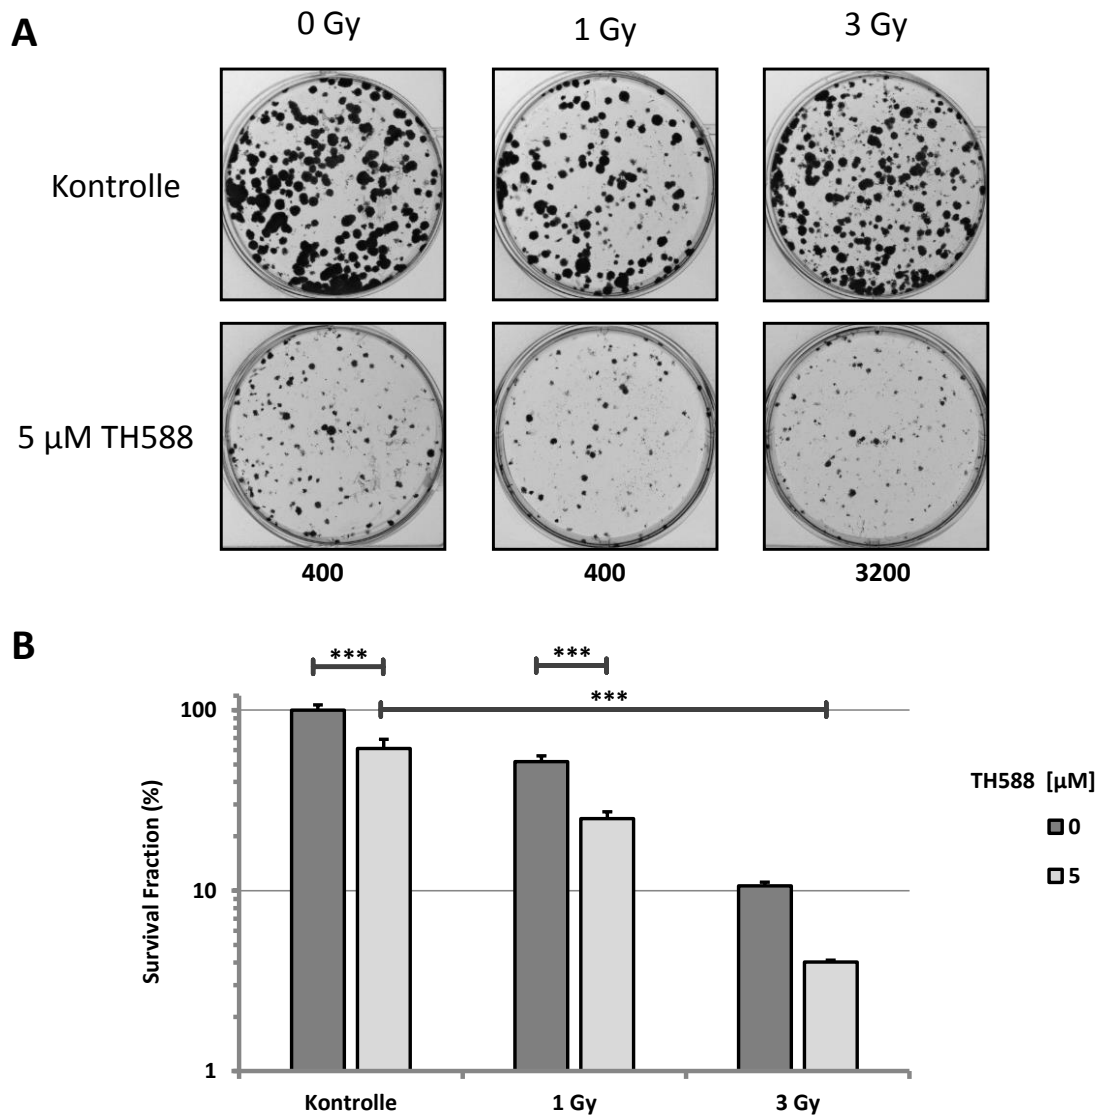 A
0 Gy
1 Gy
3 Gy
Kontrolle
5 µM TH588
400
400
3200
B
***
***
***
100
10
1
Survival Fraction (%)
Kontrolle
1 Gy
3 Gy
TH588 [µM]
0
5